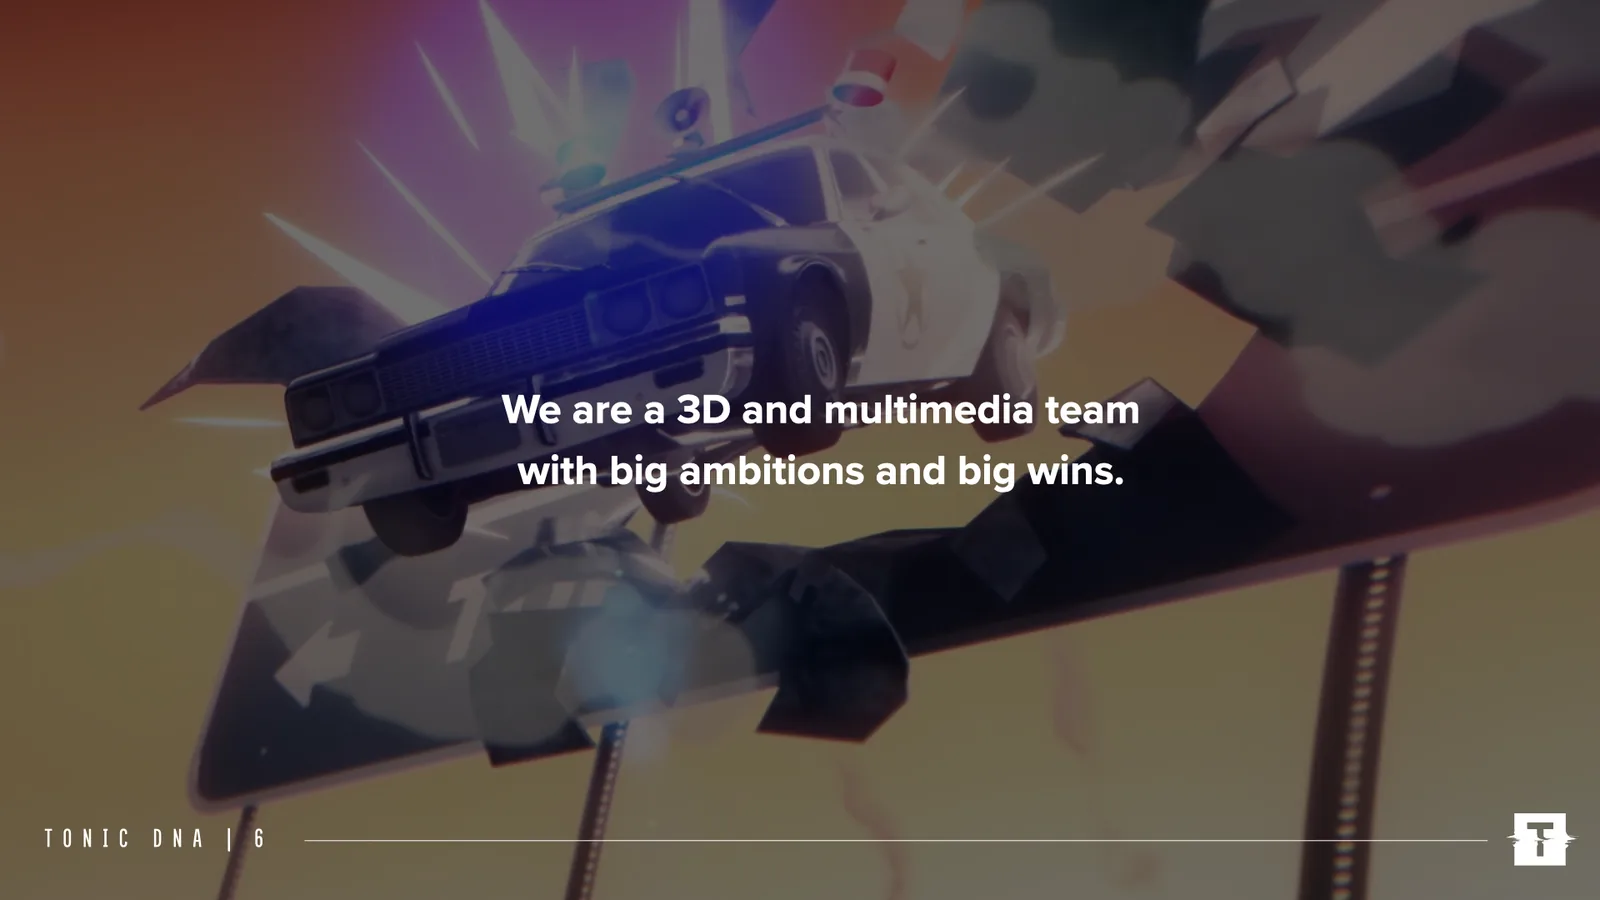 We are a 3D and multimedia team
with big ambitions and big wins.
TONIC DNA | 6
T